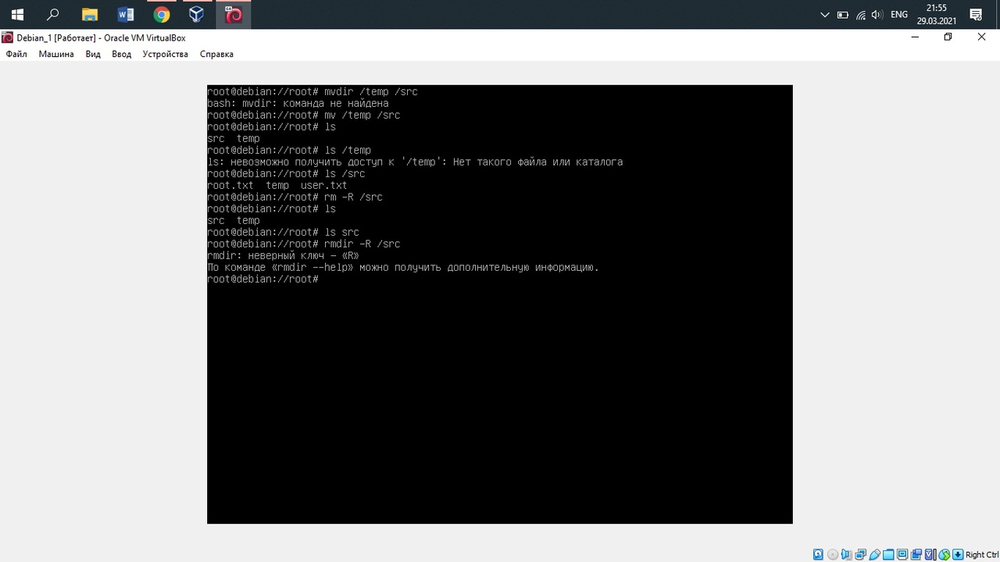 21:55
ENG
29.03.2021
Debian_1 [Работает] - Oracle VM VirtualBox
Файл Машина Вид Ввод Устройства Справка
root@debian://root# mvdir /temp /src
bash: mvdir: команда не найдена
root@debian://root# mv /temp /src
root@debian://root# ls
src  temp
root@debian://root# ls /temp
ls: невозможно получить доступ к '/temp': Нет такого файла или каталога
root@debian://root# ls /src
root.txt  temp  user.txt
root@debian://root# rm -R /src
root@debian://root# ls
src  temp
root@debian://root# ls src
root@debian://root# rmdir -R /src
rmdir: неверный ключ – «R»
По команде «rmdir --help» можно получить дополнительную информацию.
root@debian://root#
Right Ctrl